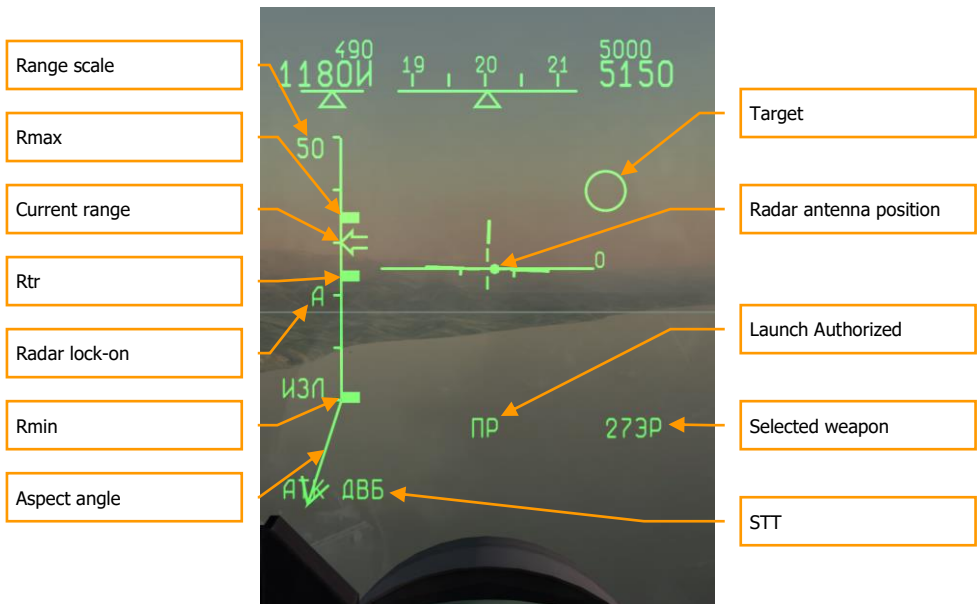 Range scale
Rmax
Current range
Rtr
Radar lock-on
Rmin
Aspect angle
490
1180И
19 20 21
5000
5150
50
0
А
ИЗЛ
ПР
27ЭР
АТК ДВБ
Target
Radar antenna position
Launch Authorized
Selected weapon
STT